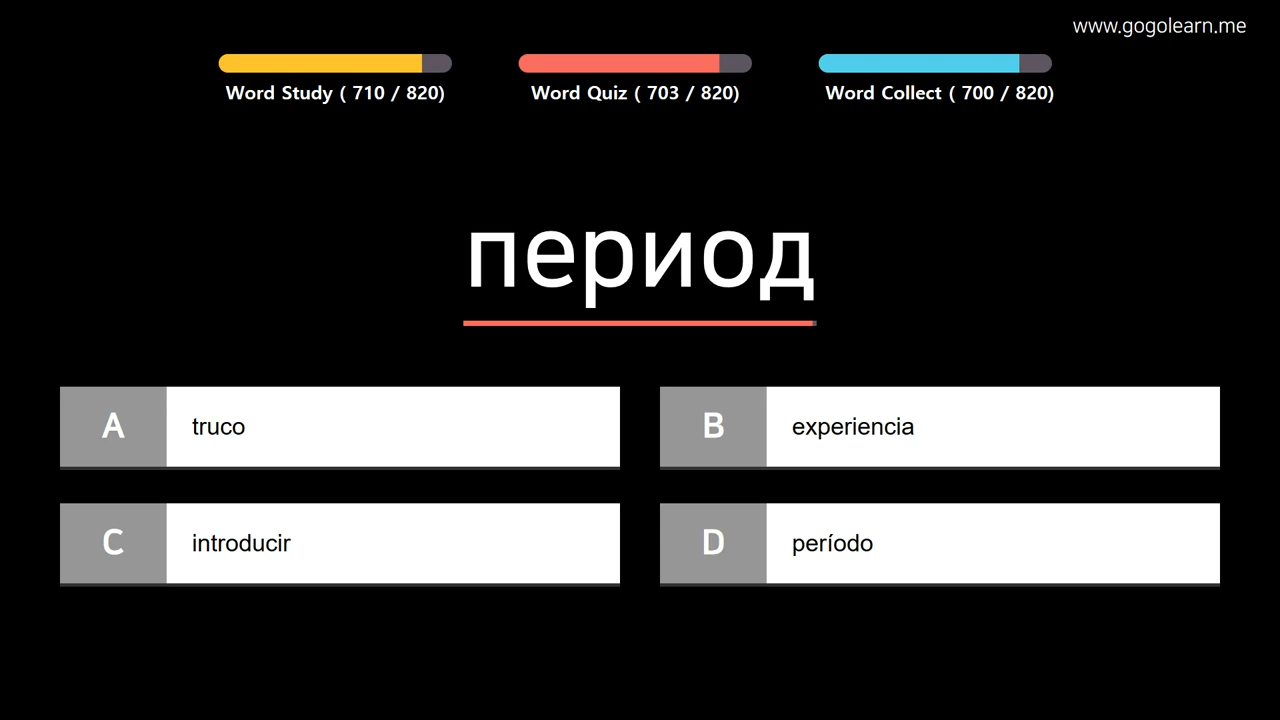 www.gogolearn.me
Word Study ( 710 / 820)
Word Quiz ( 703 / 820)
Word Collect ( 700 / 820)
период
A truco
B experiencia
C introducir
D período